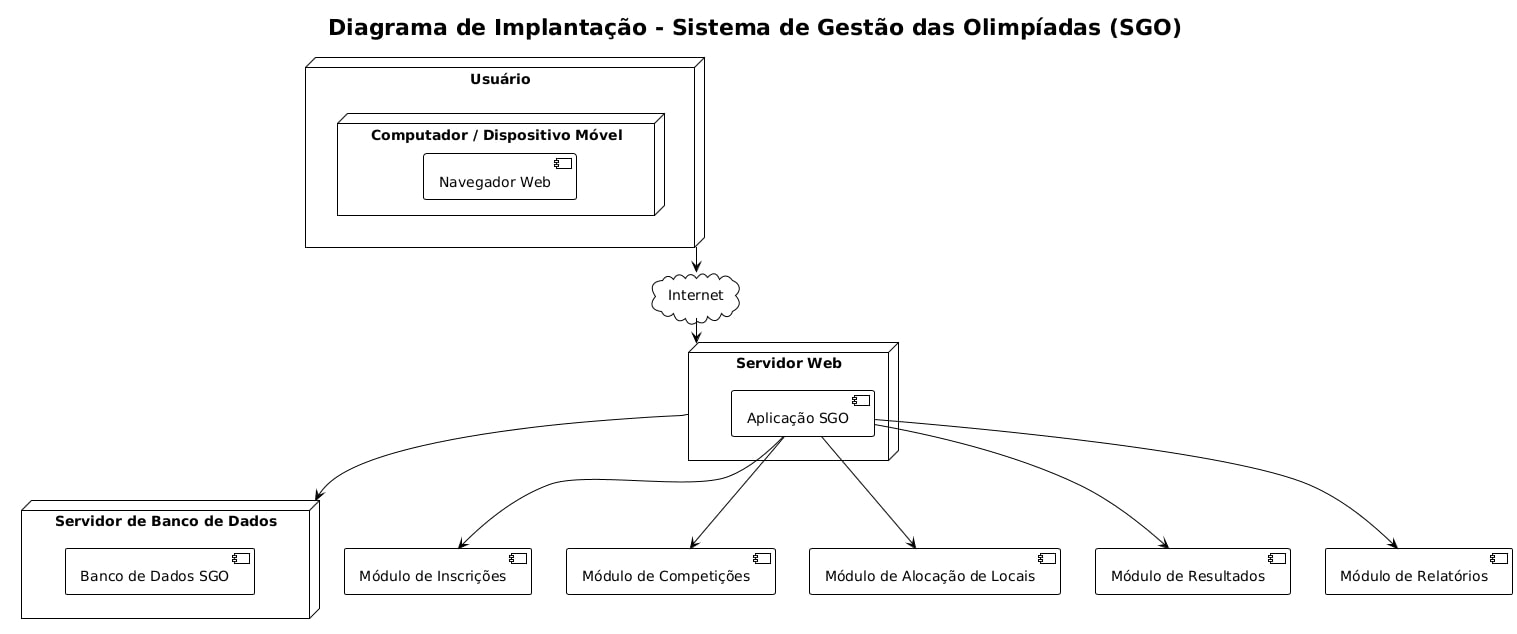 Diagrama de Implantação - Sistema de Gestão das Olimpíadas (SGO)
Usuário
Computador / Dispositivo Móvel
Navegador Web
Internet
Servidor Web
Aplicação SGO
Servidor de Banco de Dados
Banco de Dados SGO
Módulo de Inscrições
Módulo de Competições
Módulo de Alocação de Locais
Módulo de Resultados
Módulo de Relatórios